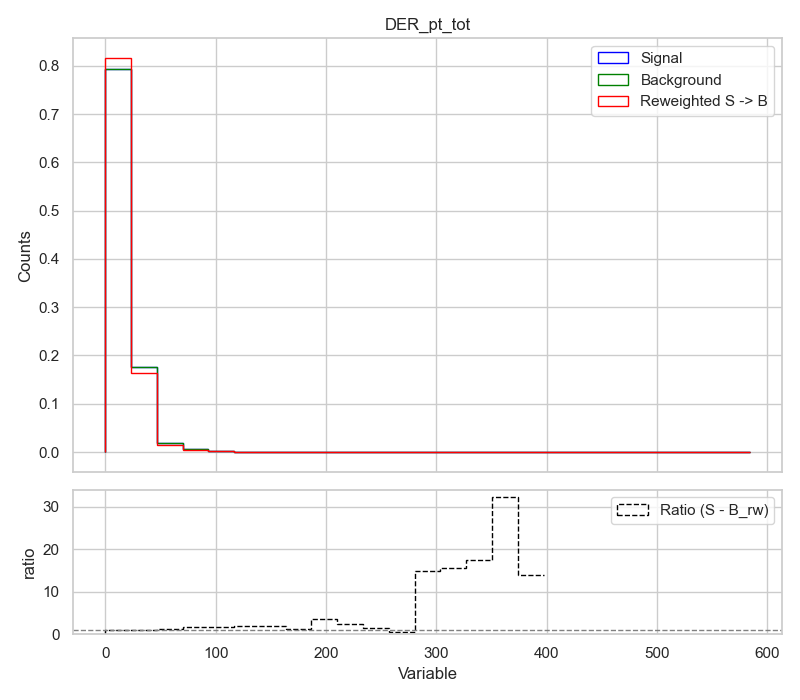 DER_pt_tot
Counts
0.8
0.7
0.6
0.5
0.4
0.3
0.2
0.1
0.0
Signal
Background
Reweighted S -> B
ratio
30
20
10
0
Ratio (S - B_rw)
0 100 200 300 400 500 600
Variable